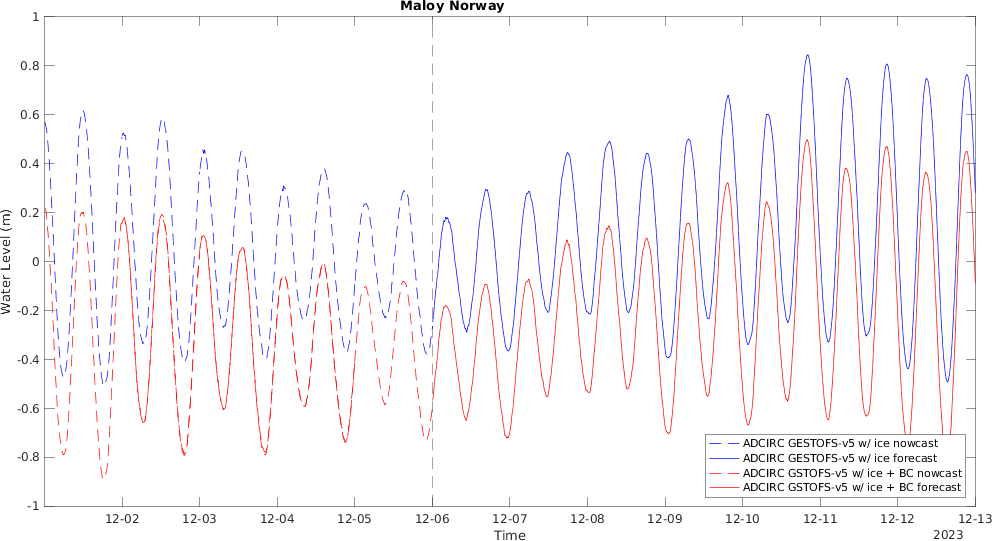 Maloy Norway
1
0.8
0.6
0.4
0.2
0
-0.2
-0.4
-0.6
-0.8
-1
Water Level (m)
ADCIRC GESTOFS-v5 w/ ice nowcast
ADCIRC GESTOFS-v5 w/ ice forecast
ADCIRC GSTOFS-v5 w/ ice + BC nowcast
ADCIRC GSTOFS-v5 w/ ice + BC forecast
12-02 12-03 12-04 12-05 12-06 12-07 12-08 12-09 12-10 12-11 12-12 12-13
Time
2023